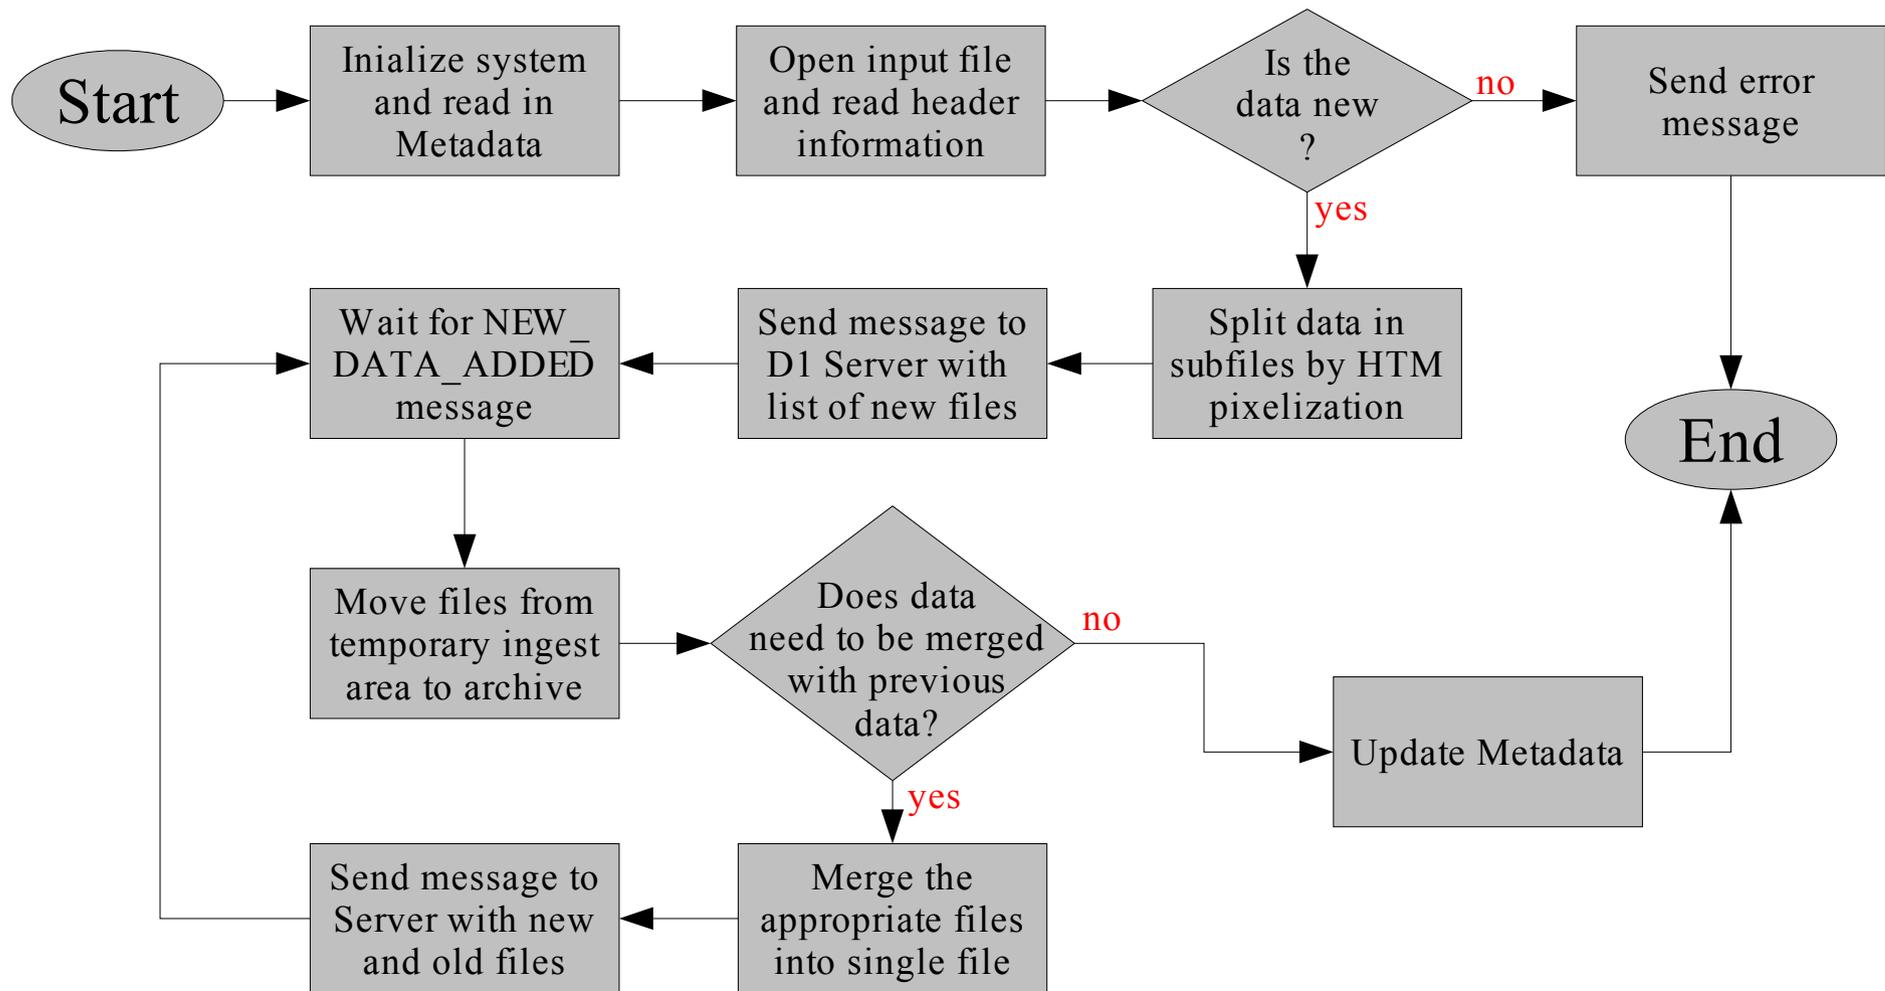 Start
Inialize system
and read in
Metadata
Open input file
and read header
information
Is the
data new
?
no
Send error
message
yes
Wait for NEW_
DATA_ADDED
message
Send message to
D1 Server with
list of new files
Split data in
subfiles by HTM
pixelization
End
Move files from
temporary ingest
area to archive
Does data
need to be merged
with previous
data?
no
Update Metadata
yes
Send message to
Server with new
and old files
Merge the
appropriate files
into single file